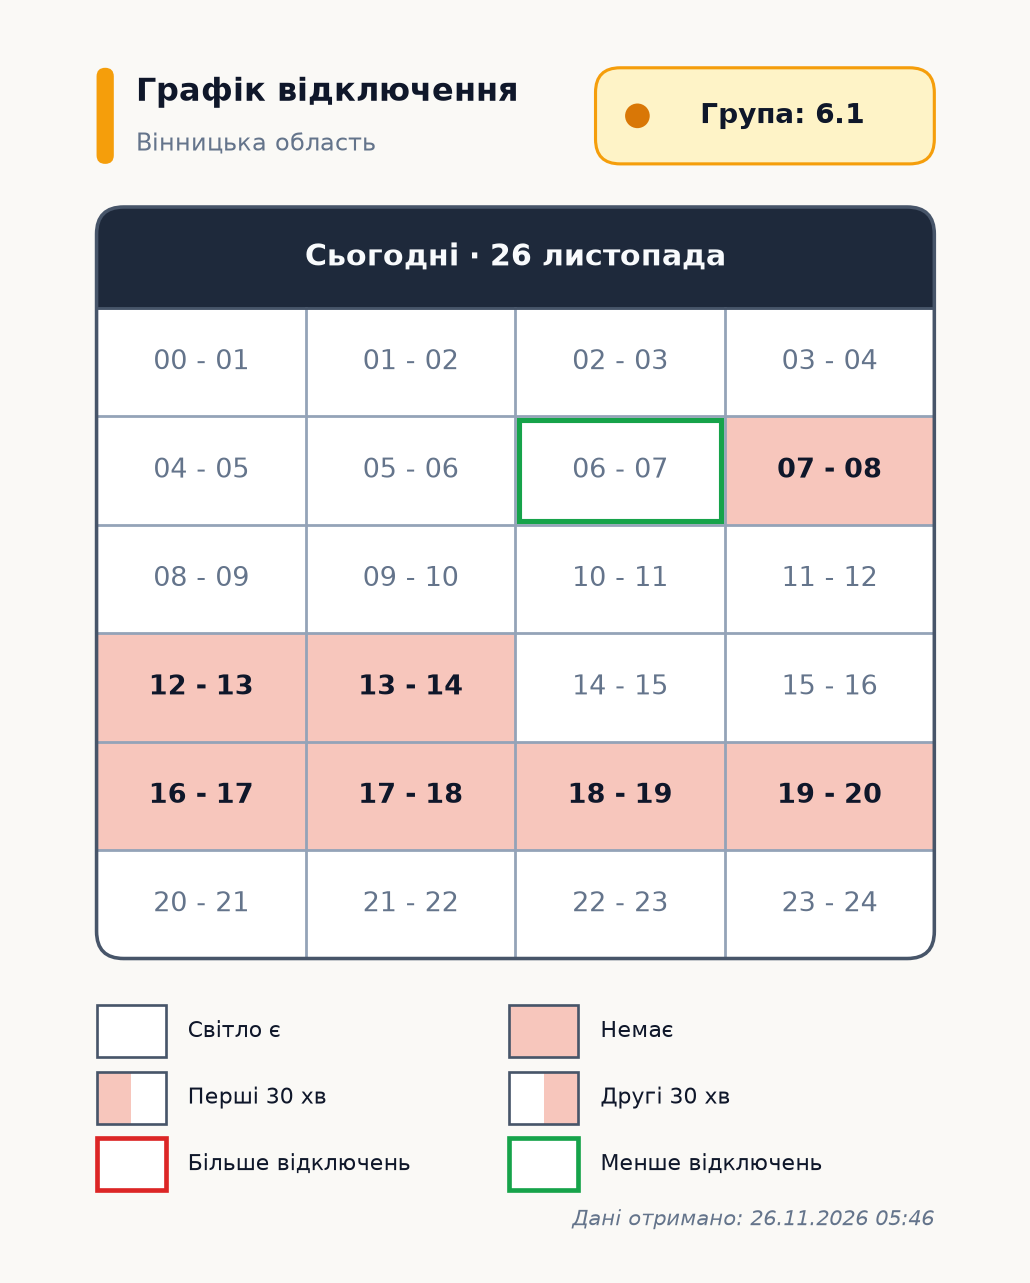 Графік відключення
Вінницька область
Група: 6.1
Сьогодні · 26 листопада
00 - 01 01 - 02 02 - 03 03 - 04
04 - 05 05 - 06 06 - 07 07 - 08
08 - 09 09 - 10 10 - 11 11 - 12
12 - 13 13 - 14 14 - 15 15 - 16
16 - 17 17 - 18 18 - 19 19 - 20
20 - 21 21 - 22 22 - 23 23 - 24
Світло є Немає
Перші 30 хв Другі 30 хв
Більше відключень Менше відключень
Дані отримано: 26.11.2026 05:46